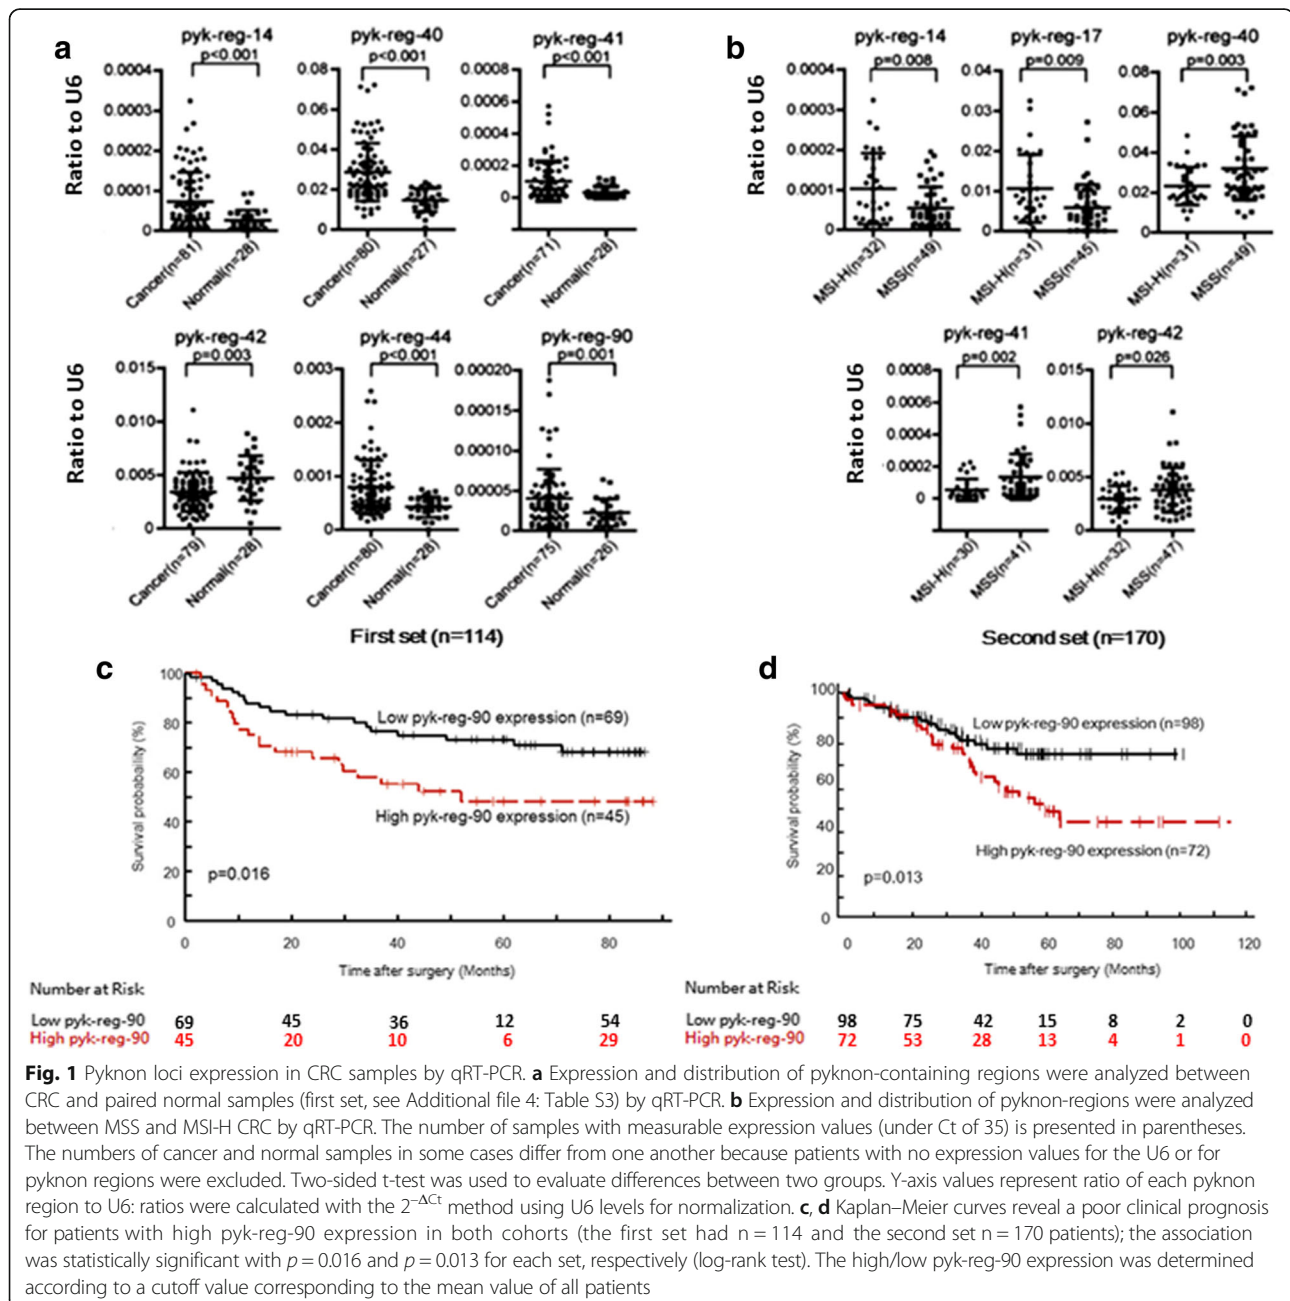 a
pyk-reg-14 pyk-reg-40 pyk-reg-41
p<0.001 p<0.001 p<0.001
Ratio to U6
0.0004 0.0003 0.0002 0.0001 0
0.08 0.06 0.04 0.02 0
0.0008 0.0006 0.0004 0.0002 0
Cancer(n=81) Normal(n=28) Cancer(n=80) Normal(n=27) Cancer(n=71) Normal(n=28)
pyk-reg-42 pyk-reg-44 pyk-reg-90
p=0.003 p<0.001 p=0.001
Ratio to U6
0.015 0.010 0.005 0
0.003 0.002 0.001 0
0.00020 0.00015 0.00010 0.00005 0
Cancer(n=79) Normal(n=28) Cancer(n=80) Normal(n=28) Cancer(n=75) Normal(n=26)
b
pyk-reg-14 pyk-reg-17 pyk-reg-40
p=0.008 p=0.009 p=0.003
Ratio to U6
0.0004 0.0003 0.0002 0.0001 0
0.04 0.03 0.02 0.01 0
0.08 0.06 0.04 0.02 0
MSI-H(n=32) MSS(n=49) MSI-H(n=31) MSS(n=45) MSI-H(n=31) MSS(n=49)
pyk-reg-41 pyk-reg-42
p=0.002 p=0.026
Ratio to U6
0.0008 0.0006 0.0004 0.0002 0
0.015 0.010 0.005 0
MSI-H(n=30) MSS(n=41) MSI-H(n=32) MSS(n=47)
First set (n=114)
c
Survival probability (%)
100 80 60 40 20 0
Low pyk-reg-90 expression (n=69)
High pyk-reg-90 expression (n=45)
p=0.016
0 20 40 60 80
Time after surgery (Months)
Number at Risk
Low pyk-reg-90 69 45 36 12 54
High pyk-reg-90 45 20 10 6 29
Second set (n=170)
d
Survival probability (%)
100 80 60 40 20 0
Low pyk-reg-90 expression (n=98)
High pyk-reg-90 expression (n=72)
p=0.013
0 20 40 60 80 100 120
Time after surgery (Months)
Number at Risk
Low pyk-reg-90 98 75 42 15 8 2 0
High pyk-reg-90 72 53 28 13 4 1 0
Fig. 1 Pyknon loci expression in CRC samples by qRT-PCR. a Expression and distribution of pyknon-containing regions were analyzed between
CRC and paired normal samples (first set, see Additional file 4: Table S3) by qRT-PCR. b Expression and distribution of pyknon-regions were analyzed
between MSS and MSI-H CRC by qRT-PCR. The number of samples with measurable expression values (under Ct of 35) is presented in parentheses.
The numbers of cancer and normal samples in some cases differ from one another because patients with no expression values for the U6 or for
pyknon regions were excluded. Two-sided t-test was used to evaluate differences between two groups. Y-axis values represent ratio of each pyknon
region to U6: ratios were calculated with the 2−ΔCt method using U6 levels for normalization. c, d Kaplan–Meier curves reveal a poor clinical prognosis
for patients with high pyk-reg-90 expression in both cohorts (the first set had n = 114 and the second set n = 170 patients); the association
was statistically significant with p = 0.016 and p = 0.013 for each set, respectively (log-rank test). The high/low pyk-reg-90 expression was determined
according to a cutoff value corresponding to the mean value of all patients